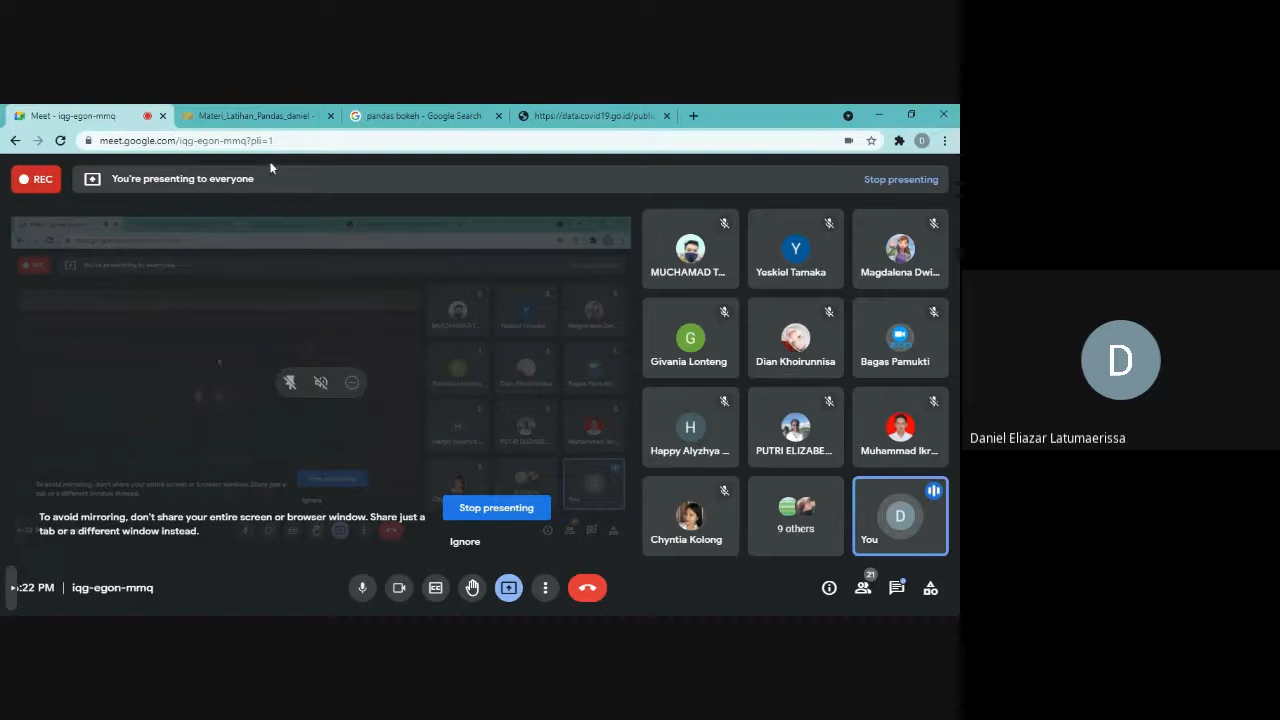 Meet - iqg-egon-mmq
Materi_Latihan_Pandas_daniel -
pandas bokeh - Google Search
https://data.covid19.go.id/publi
meet.google.com/iqg-egon-mmq?pli=1
D
REC
You're presenting to everyone
Stop presenting
MUCHAMAD T...
Y
Yeskiel Tamaka
Magdalena Dwi...
G
Givania Lonteng
Dian Khoirunnisa
Bagas Pamukti
H
Happy Alyzhya ...
PUTRI ELIZABE...
Muhammad Ikr...
Chyntia Kolong
9 others
D
You
To avoid mirroring, don't share your entire screen or browser window. Share just a
tab or a different window instead.
Stop presenting
Ignore
:22 PM | iqg-egon-mmq
21
D
Daniel Eliazar Latumaerissa